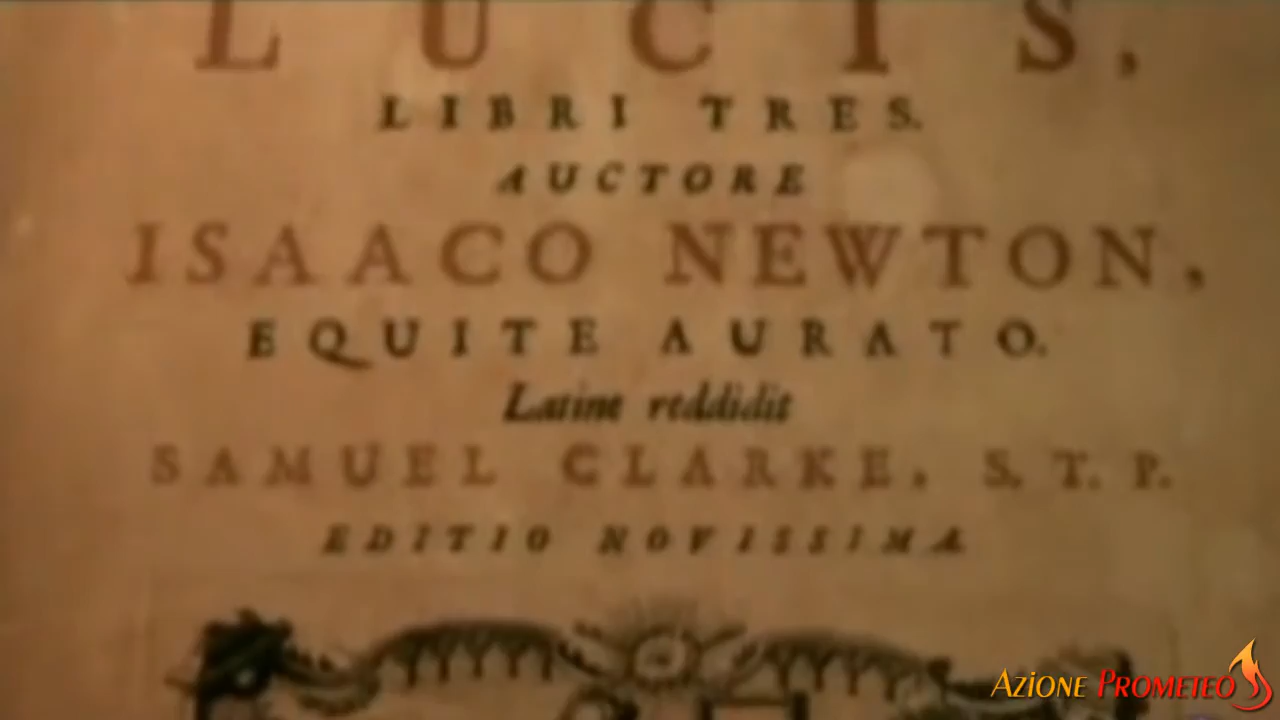 LUCIS,
LIBRI TRES.
AUCTORE
ISAACO NEWTON,
EQUITE AURATO.
Latine reddidit
SAMUEL CLARKE, S. T. P.
EDITIO NOVISSIMA
AZIONE PROMETEO